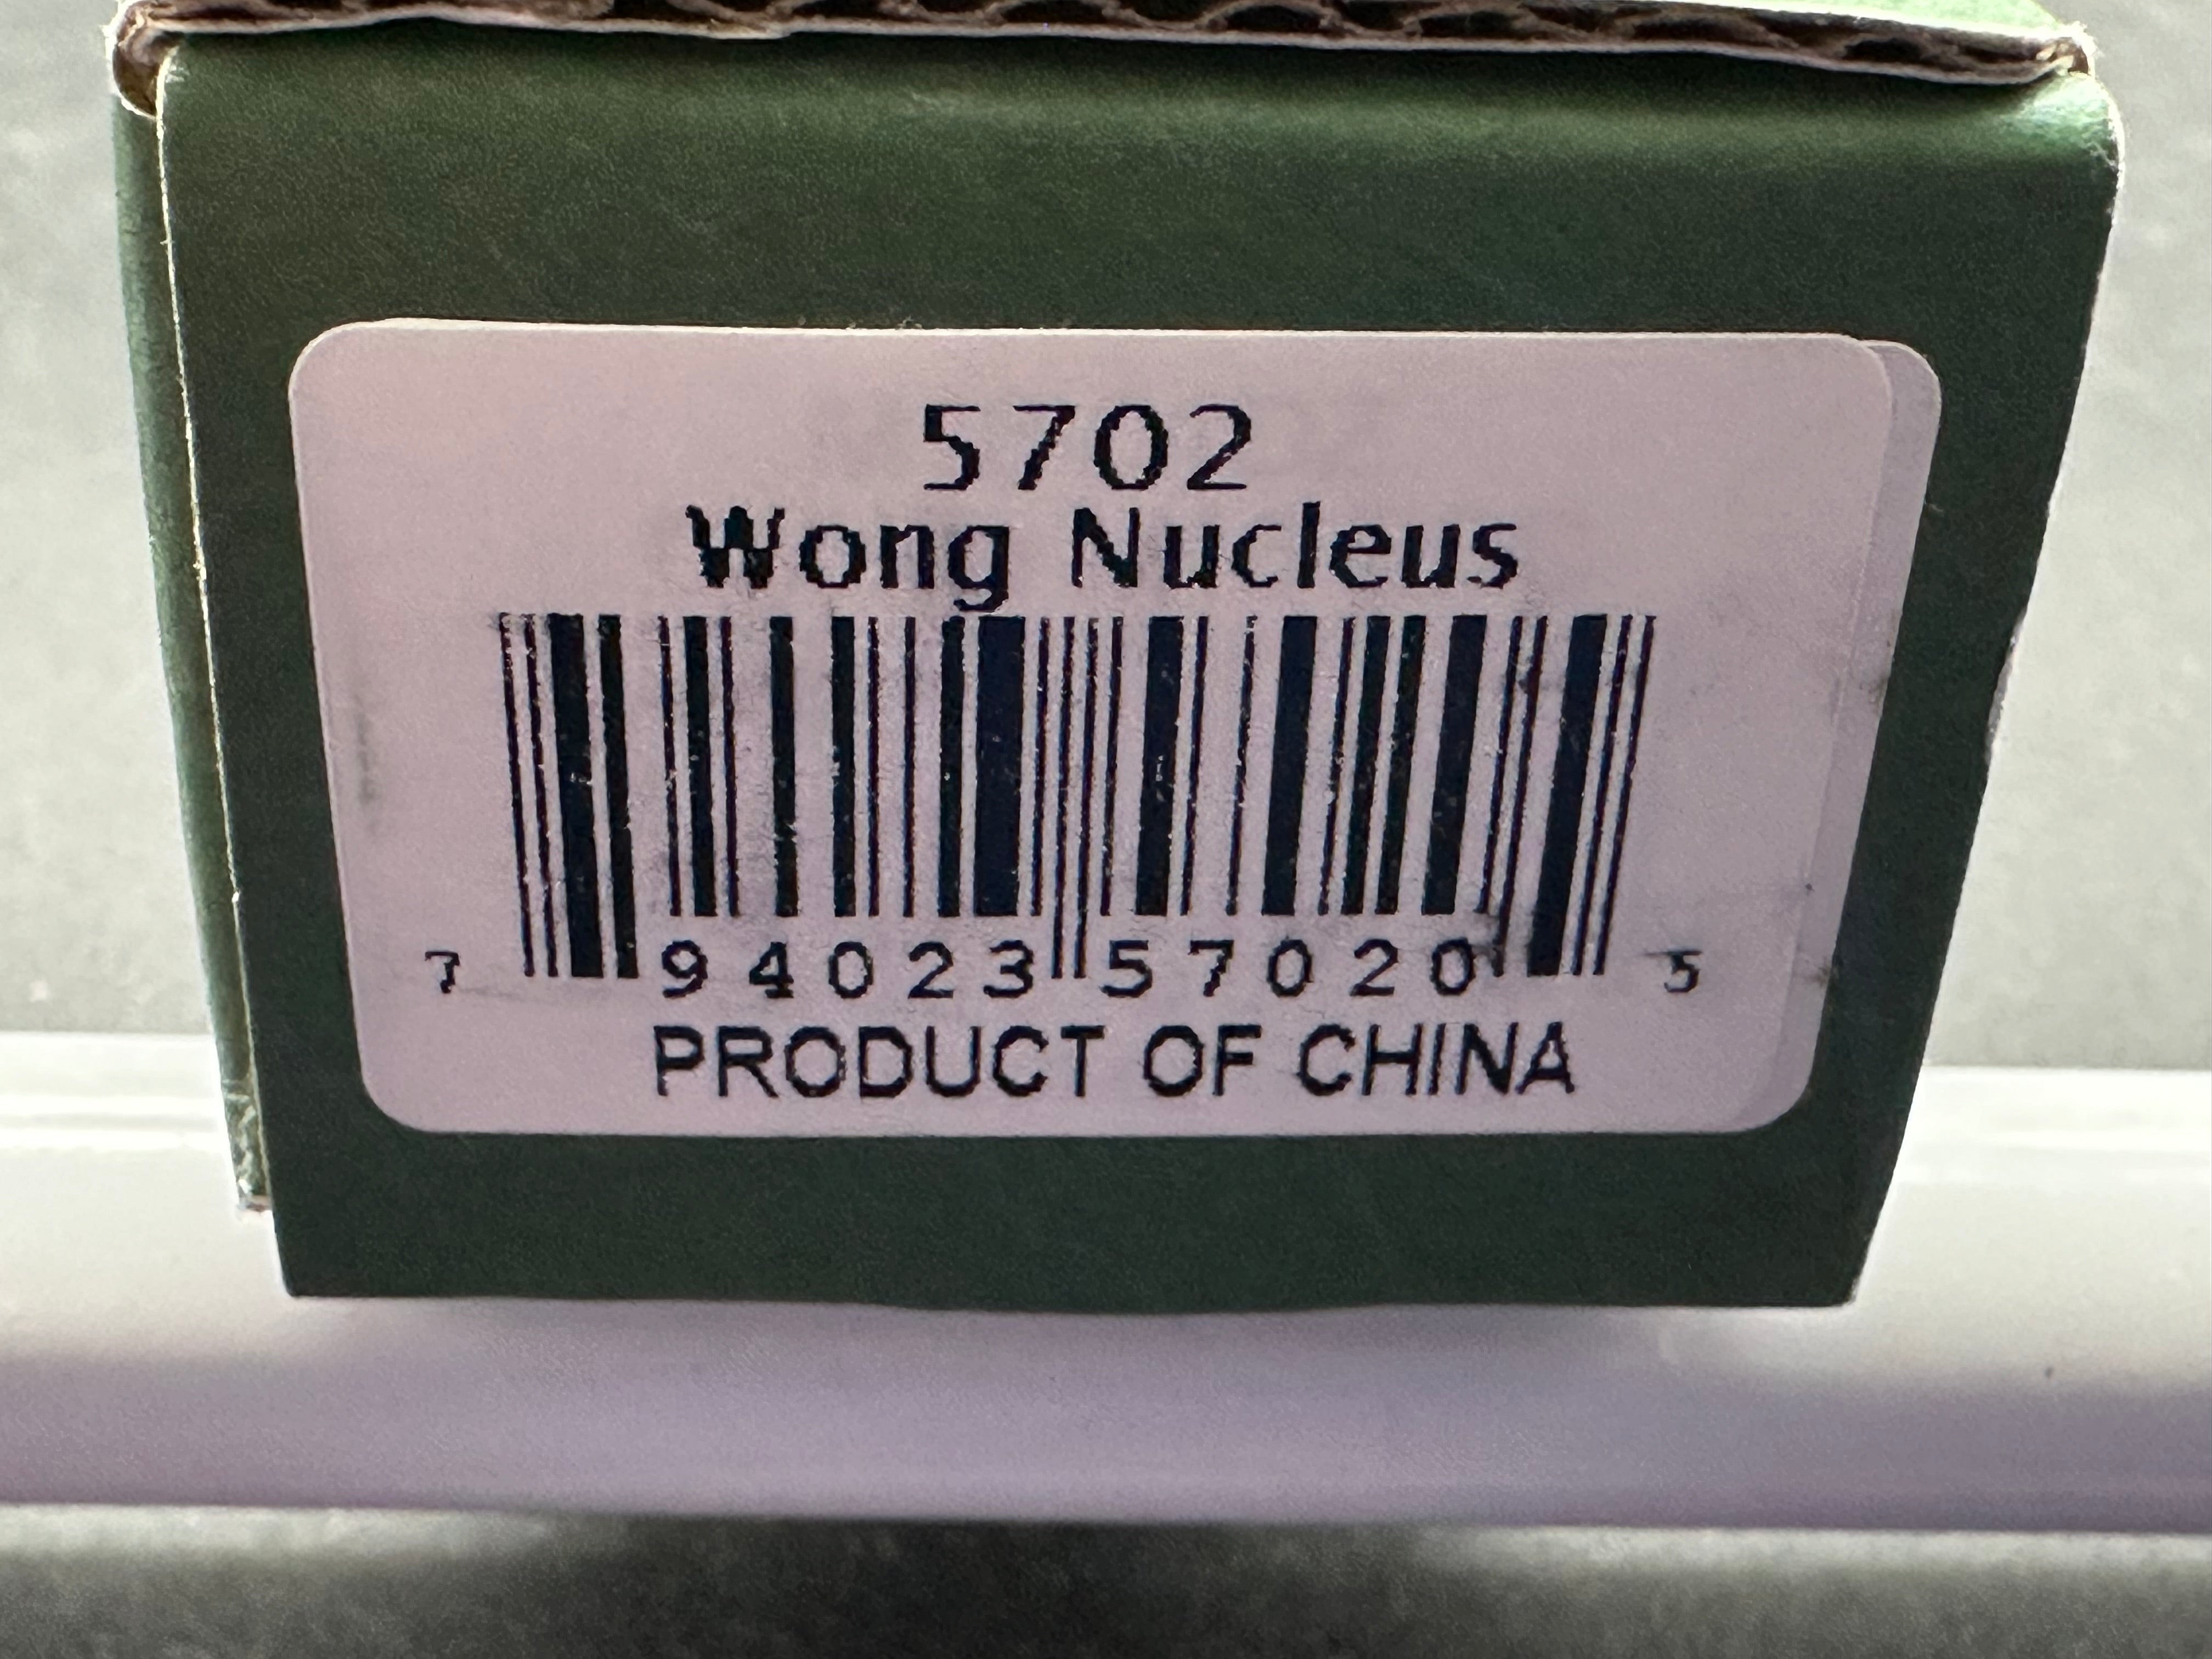 5702
Wong Nucleus
7 94023 57020 5
PRODUCT OF CHINA